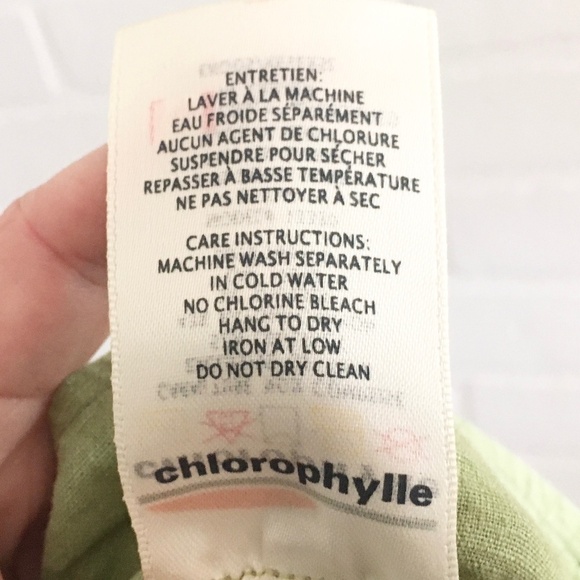 ENTRETIEN:
LAVER À LA MACHINE
EAU FROIDE SÉPARÉMENT
AUCUN AGENT DE CHLORURE
SUSPENDRE POUR SÉCHER
REPASSER À BASSE TEMPÉRATURE
NE PAS NETTOYER À SEC
CARE INSTRUCTIONS:
MACHINE WASH SEPARATELY
IN COLD WATER
NO CHLORINE BLEACH
HANG TO DRY
IRON AT LOW
DO NOT DRY CLEAN
chlorophylle